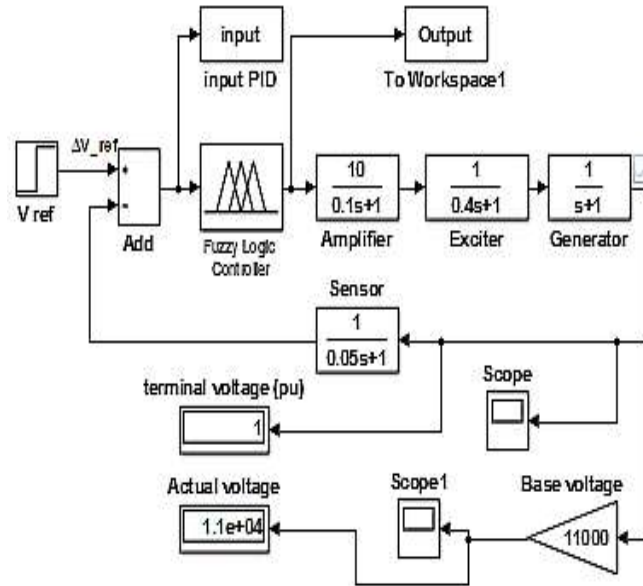 input
Output
input PID
To Workspace1
ΔV_ref
+
−
V ref
Add
Fuzzy Logic
Controller
10
0.1s+1
Amplifier
1
0.4s+1
Exciter
1
s+1
Generator
Sensor
1
0.05s+1
terminal voltage (pu)
1
Scope
Actual voltage
1.1e+04
Scope1
Base voltage
11000